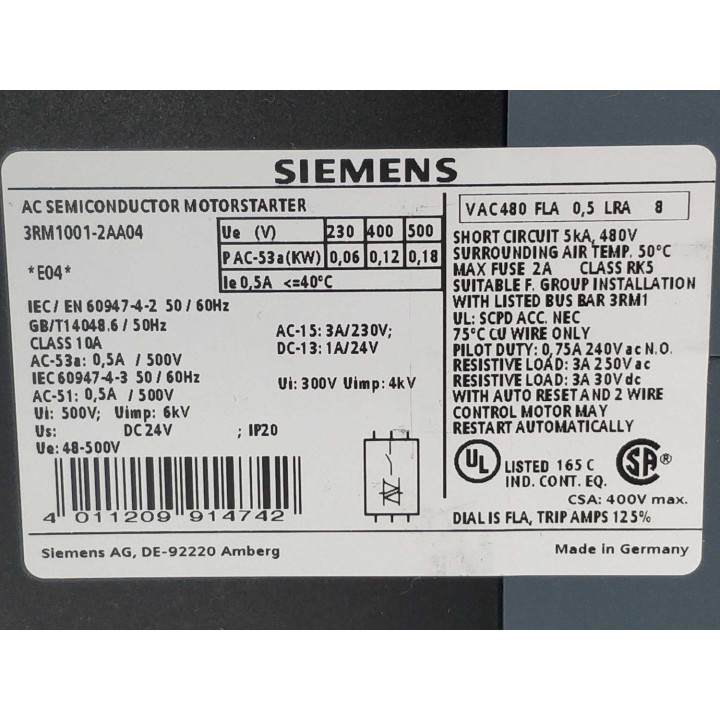 SIEMENS
AC SEMICONDUCTOR MOTORSTARTER
3RM1001-2AA04
*E04*
Ue (V) 230 400 500
P AC-53a(KW) 0,06 0,12 0,18
Ie 0,5A <=40°C
IEC/ EN 60947-4-2 50 / 60Hz
GB/T14048.6 / 50Hz
CLASS 10A
AC-53a: 0,5A / 500V
IEC 60947-4-3 50 / 60Hz
AC-51: 0,5A / 500V
Ui: 500V; Uimp: 6kV
Us: DC 24V ; IP20
Ue: 48-500V
AC-15: 3A/230V;
DC-13: 1A/24V
Ui: 300V Uimp: 4kV
4 011209 914742
VAC480 FLA 0,5 LRA 8
SHORT CIRCUIT 5kA, 480V
SURROUNDING AIR TEMP. 50°C
MAX FUSE 2A CLASS RK5
SUITABLE F. GROUP INSTALLATION
WITH LISTED BUS BAR 3RM1
UL: SCPD ACC. NEC
75°C CU WIRE ONLY
PILOT DUTY: 0,75A 240V ac N.O.
RESISTIVE LOAD: 3A 250V ac
RESISTIVE LOAD: 3A 30V dc
WITH AUTO RESET AND 2 WIRE
CONTROL MOTOR MAY
RESTART AUTOMATICALLY
UL ® LISTED 165 C
IND. CONT. EQ.
SA ®
CSA: 400V max.
DIAL IS FLA, TRIP AMPS 125%
Siemens AG, DE-92220 Amberg
Made in Germany